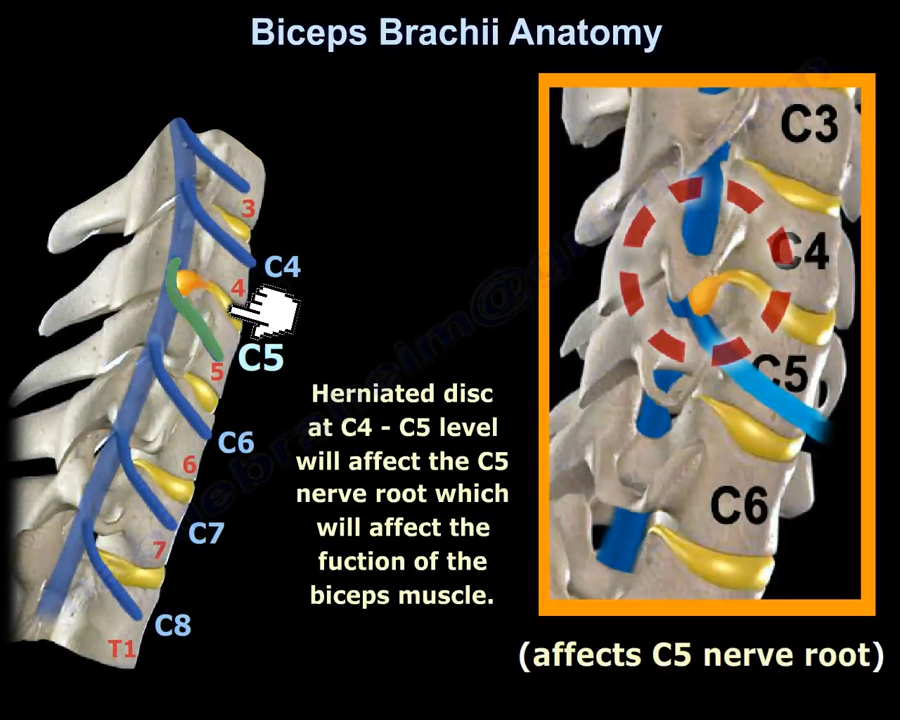 Biceps Brachii Anatomy
3
C4
4
C5
5
C6
6
C7
7
C8
T1
Herniated disc
at C4 - C5 level
will affect the C5
nerve root which
will affect the
fuction of the
biceps muscle.
C3
C4
C5
C6
(affects C5 nerve root)